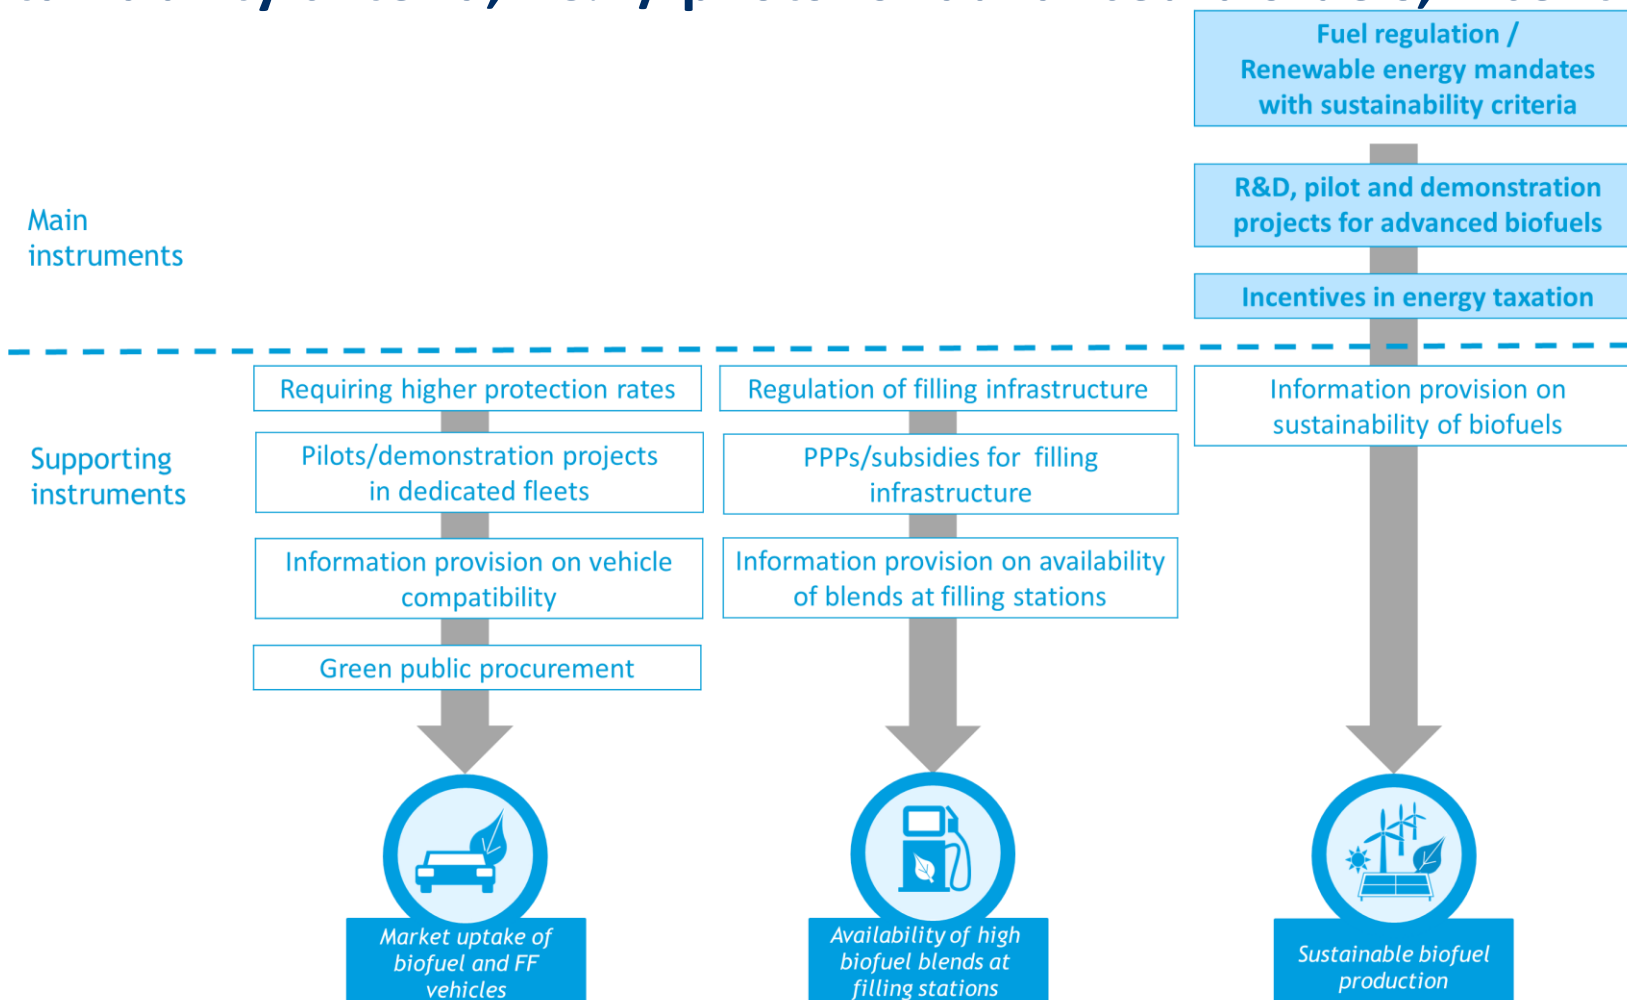 Fuel regulation /
Renewable energy mandates
with sustainability criteria
R&D, pilot and demonstration
projects for advanced biofuels
Incentives in energy taxation
Main
instruments
Requiring higher protection rates
Pilots/demonstration projects
in dedicated fleets
Information provision on vehicle
compatibility
Green public procurement
Regulation of filling infrastructure
PPPs/subsidies for filling
infrastructure
Information provision on availability
of blends at filling stations
Information provision on
sustainability of biofuels
Supporting
instruments
Market uptake of
biofuel and FF
vehicles
Availability of high
biofuel blends at
filling stations
Sustainable biofuel
production